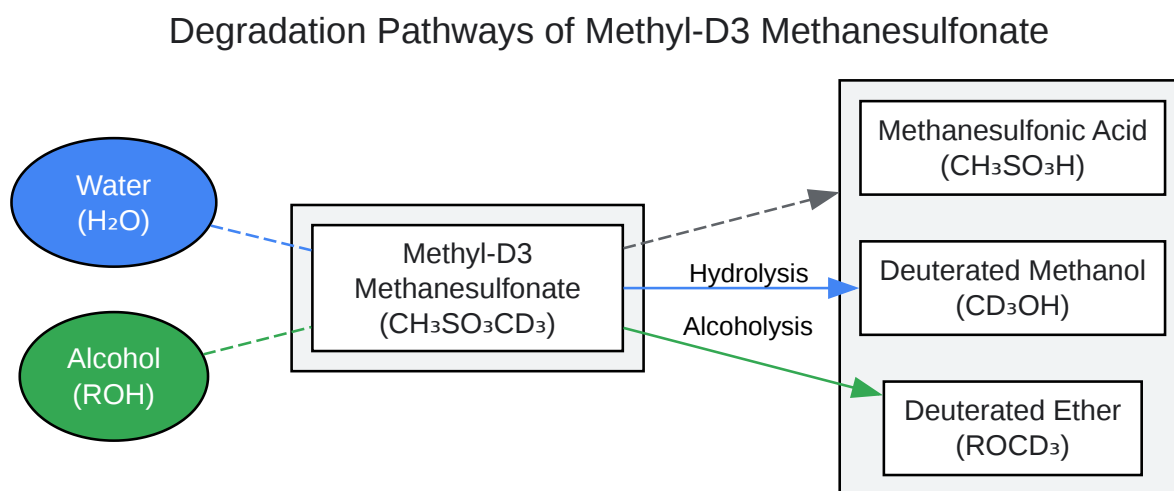 Degradation Pathways of Methyl-D3 Methanesulfonate
Water
(H₂O)
Alcohol
(ROH)
Methyl-D3
Methanesulfonate
(CH₃SO₃CD₃)
Hydrolysis
Alcoholysis
Methanesulfonic Acid
(CH₃SO₃H)
Deuterated Methanol
(CD₃OH)
Deuterated Ether
(ROCD₃)